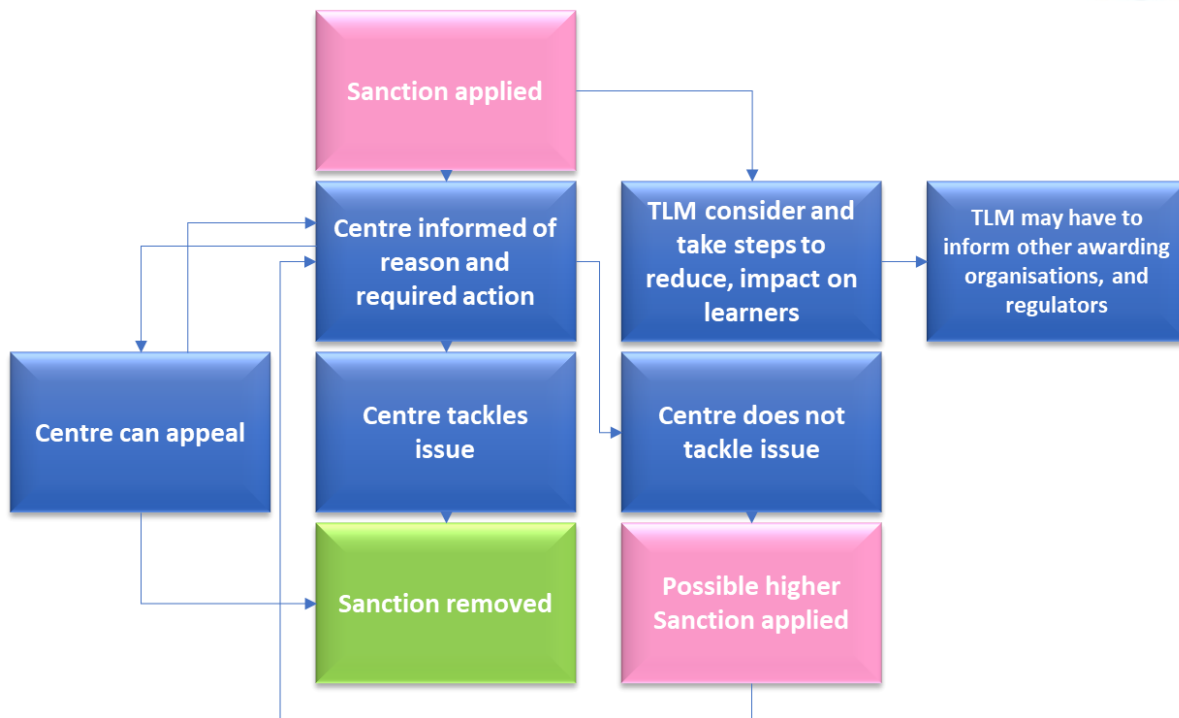 Sanction applied
Centre informed of
reason and
required action
TLM consider and
take steps to
reduce, impact on
learners
TLM may have to
inform other awarding
organisations, and
regulators
Centre can appeal
Centre tackles
issue
Centre does not
tackle issue
Sanction removed
Possible higher
Sanction applied